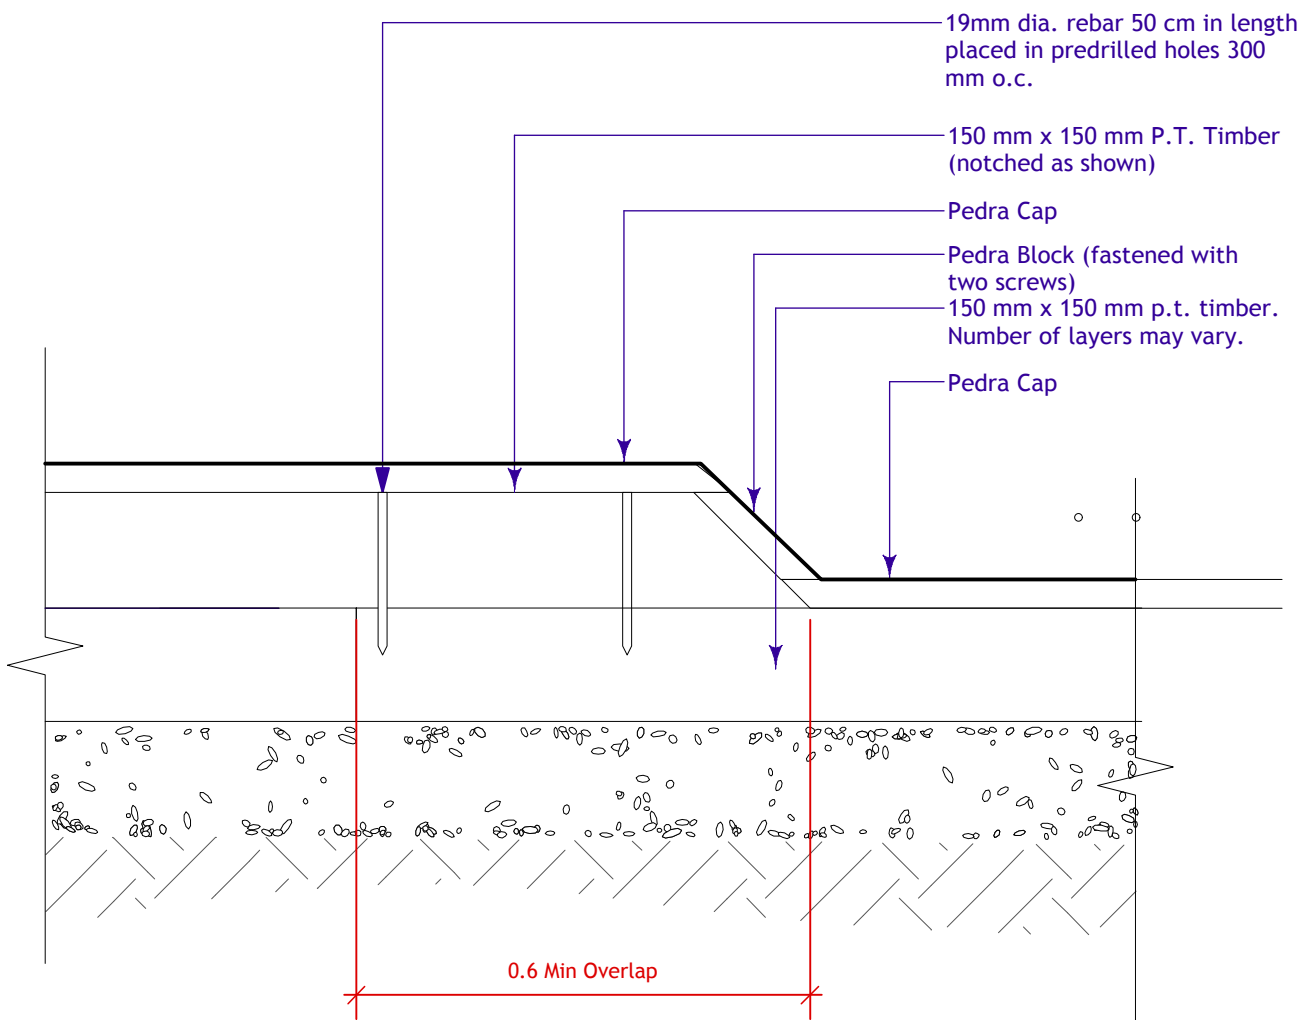 19mm dia. rebar 50 cm in length
placed in predrilled holes 300
mm o.c.
150 mm x 150 mm P.T. Timber
(notched as shown)
Pedra Cap
Pedra Block (fastened with
two screws)
150 mm x 150 mm p.t. timber.
Number of layers may vary.
Pedra Cap
0.6 Min Overlap